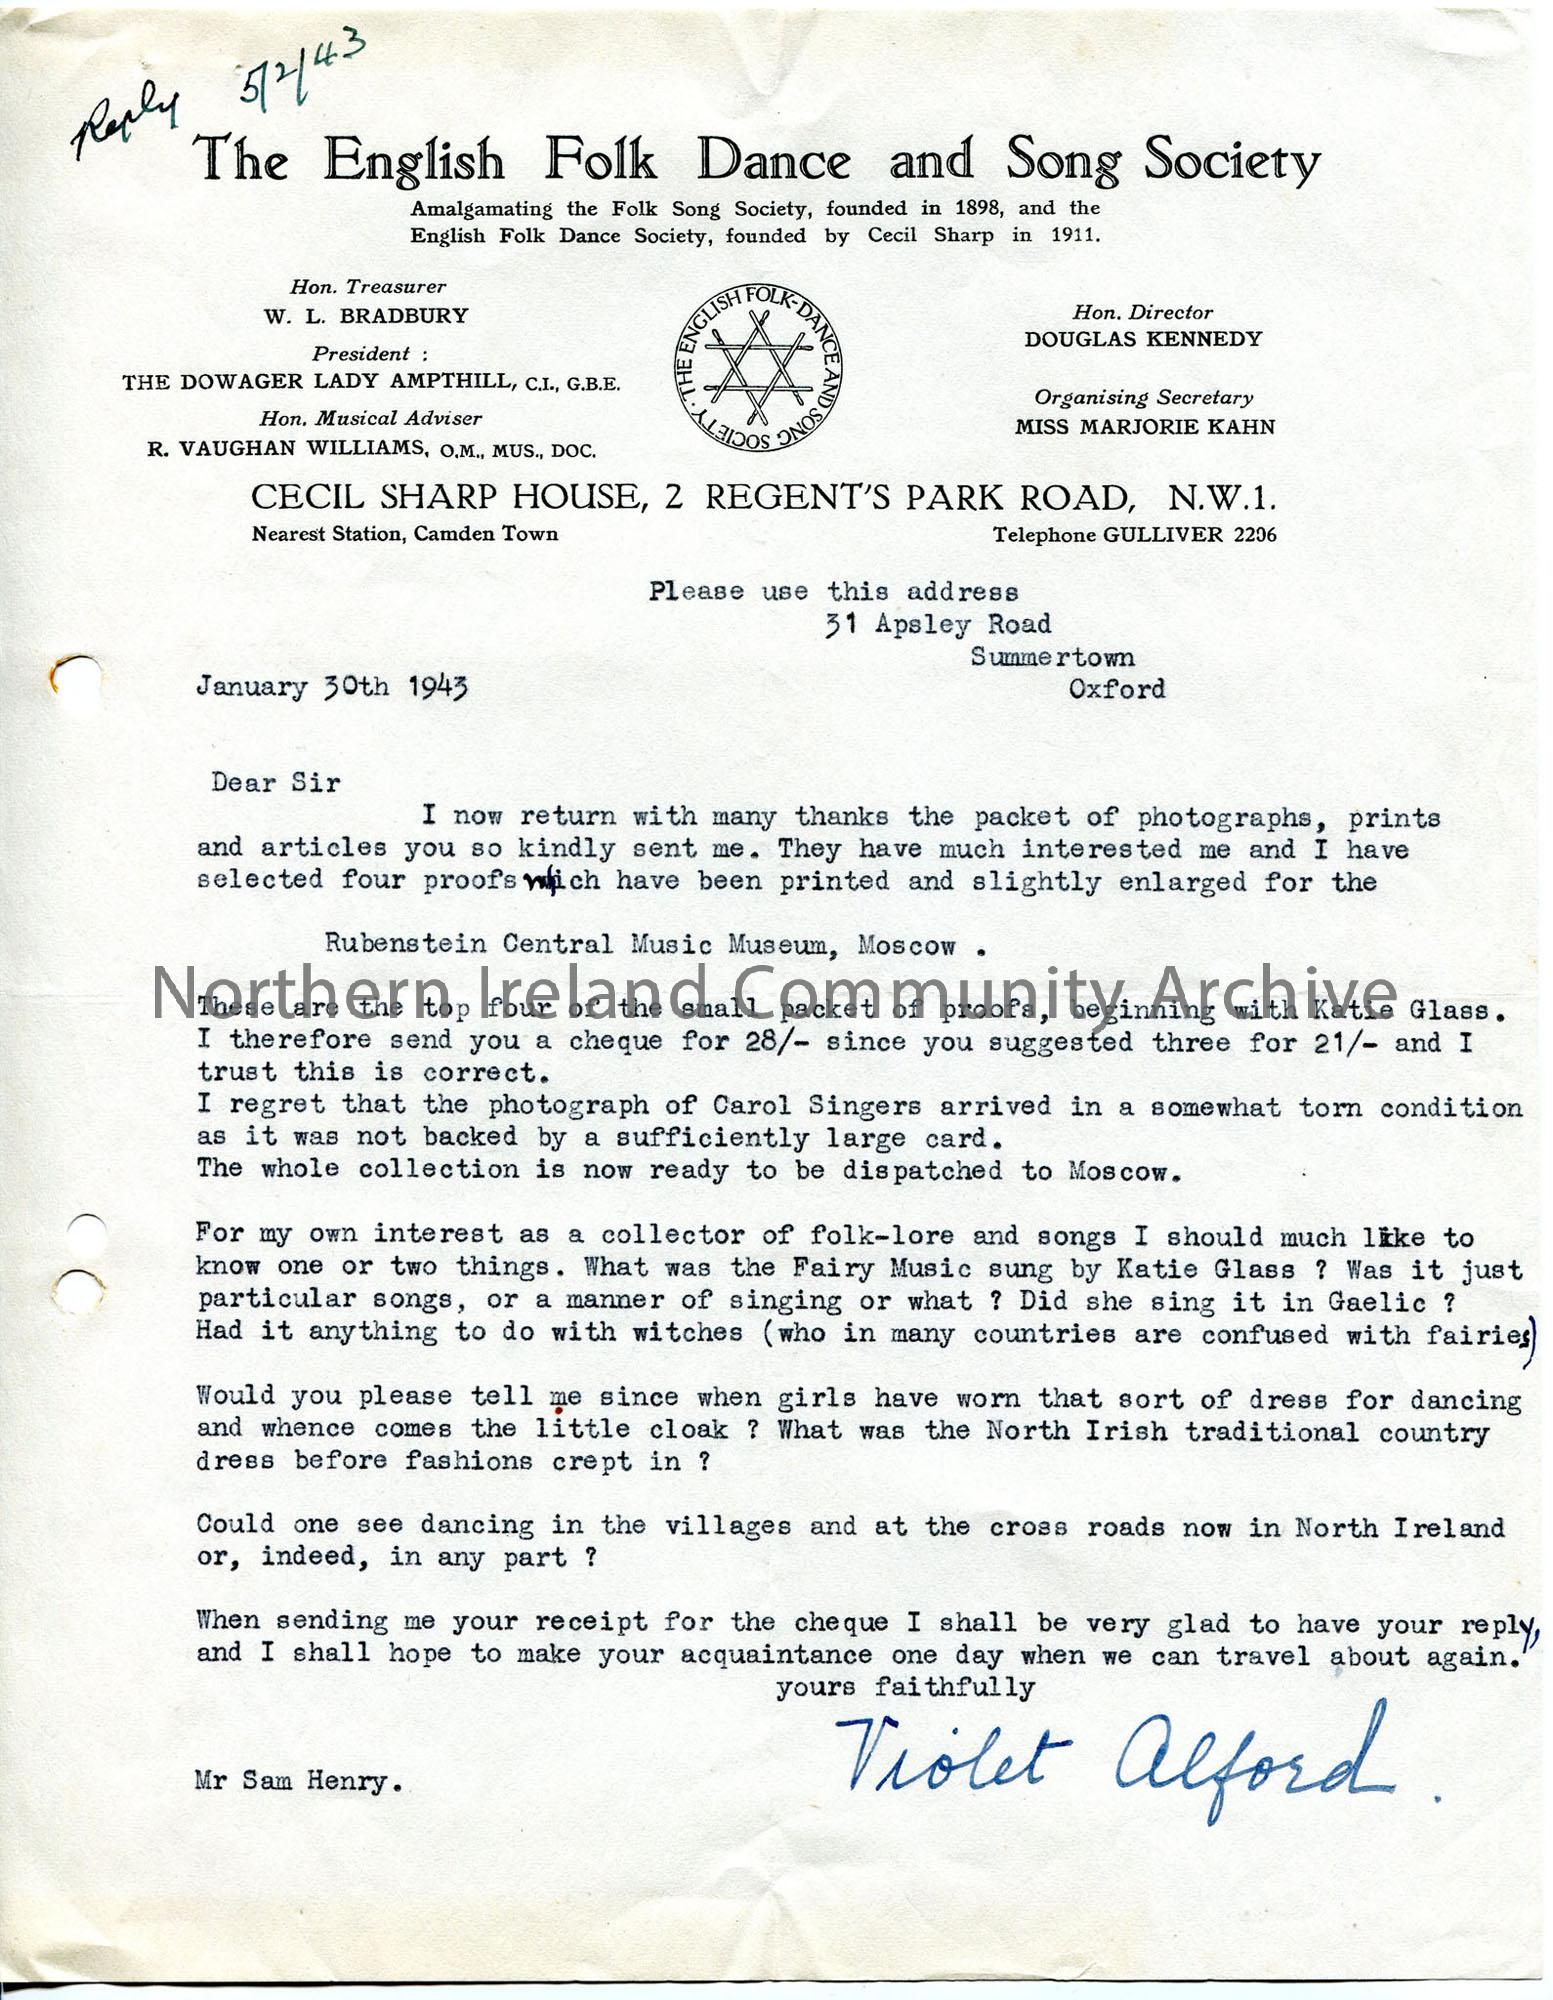 Reply 5/2/43
The English Folk Dance and Song Society
Amalgamating the Folk Song Society, founded in 1898, and the
English Folk Dance Society, founded by Cecil Sharp in 1911.
Hon. Treasurer
W. L. BRADBURY
President :
THE DOWAGER LADY AMPTHILL, C.I., G.B.E.
Hon. Musical Adviser
R. VAUGHAN WILLIAMS, O.M., MUS., DOC.
THE ENGLISH FOLK-DANCE AND SONG SOCIETY ·
Hon. Director
DOUGLAS KENNEDY
Organising Secretary
MISS MARJORIE KAHN
CECIL SHARP HOUSE, 2 REGENT'S PARK ROAD, N.W.1.
Nearest Station, Camden Town
Telephone GULLIVER 2206
Please use this address
31 Apsley Road
Summertown
Oxford
January 30th 1943
Dear Sir
I now return with many thanks the packet of photographs, prints
and articles you so kindly sent me. They have much interested me and I have
selected four proofs which have been printed and slightly enlarged for the
Rubenstein Central Music Museum, Moscow .
Northern Ireland Community Archive
These are the top four of the small packet of proofs, beginning with Katie Glass.
I therefore send you a cheque for 28/- since you suggested three for 21/- and I
trust this is correct.
I regret that the photograph of Carol Singers arrived in a somewhat torn condition
as it was not backed by a sufficiently large card.
The whole collection is now ready to be dispatched to Moscow.
For my own interest as a collector of folk-lore and songs I should much like to
know one or two things. What was the Fairy Music sung by Katie Glass ? Was it just
particular songs, or a manner of singing or what ? Did she sing it in Gaelic ?
Had it anything to do with witches (who in many countries are confused with fairies)
Would you please tell me since when girls have worn that sort of dress for dancing
and whence comes the little cloak ? What was the North Irish traditional country
dress before fashions crept in ?
Could one see dancing in the villages and at the cross roads now in North Ireland
or, indeed, in any part ?
When sending me your receipt for the cheque I shall be very glad to have your reply,
and I shall hope to make your acquaintance one day when we can travel about again.
yours faithfully
Violet Alford.
Mr Sam Henry.